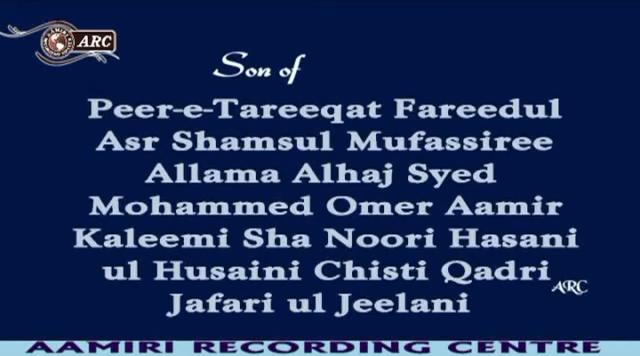 ARC
Son of
Peer-e-Tareeqat Fareedul
Asr Shamsul Mufassiree
Allama Alhaj Syed
Mohammed Omer Aamir
Kaleemi Sha Noori Hasani
ul Husaini Chisti Qadri
ARC
Jafari ul Jeelani
AAMIRI RECORDING CENTRE